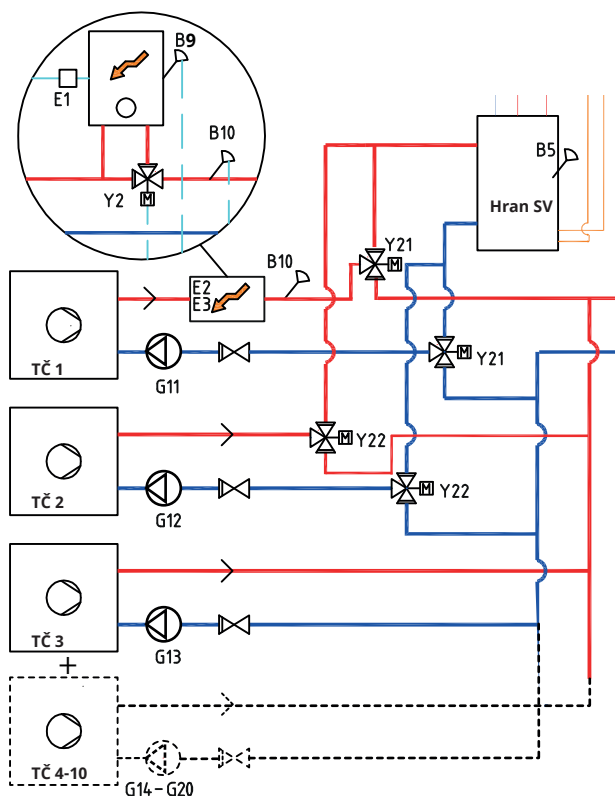 B9
E1
B10
Y2
M
B5
Hran SV
Y21
M
B10
E2
E3
TČ 1
G11
M
Y21
M
Y22
TČ 2
G12
M
Y22
TČ 3
G13
+
TČ 4-10
G14-G20